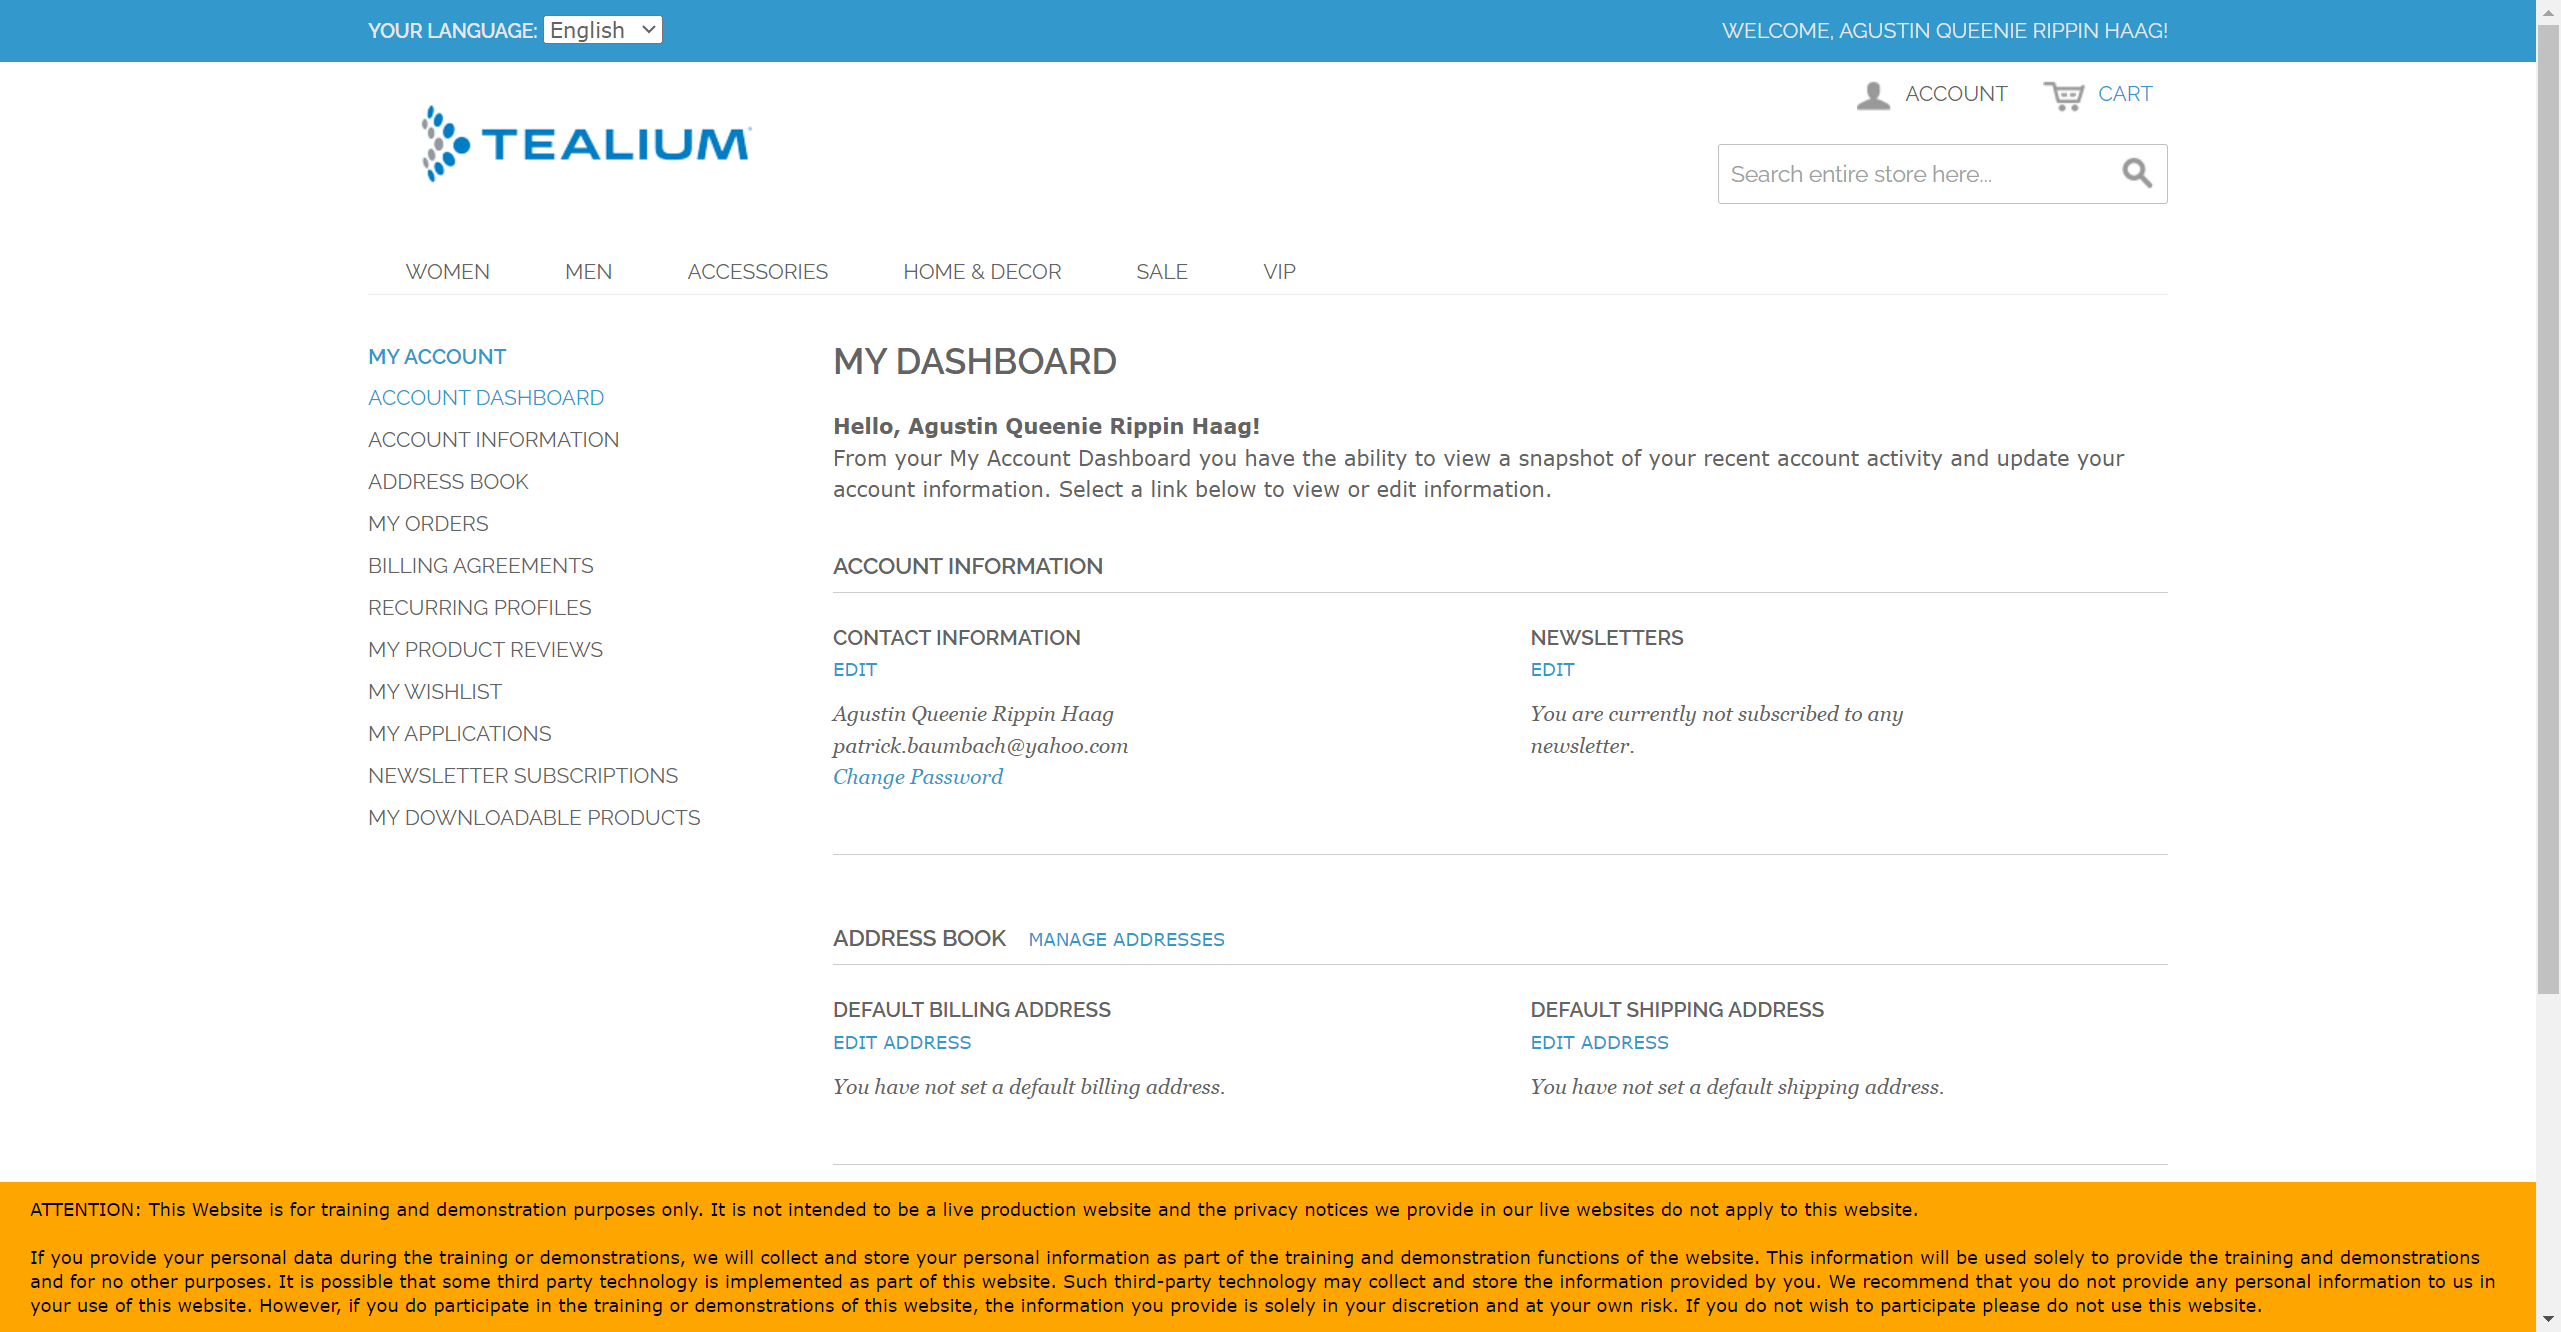 YOUR LANGUAGE: English
WELCOME, AGUSTIN QUEENIE RIPPIN HAAG!
ACCOUNT
CART
TEALIUM
Search entire store here...
WOMEN
MEN
ACCESSORIES
HOME & DECOR
SALE
VIP
MY ACCOUNT
ACCOUNT DASHBOARD
ACCOUNT INFORMATION
ADDRESS BOOK
MY ORDERS
BILLING AGREEMENTS
RECURRING PROFILES
MY PRODUCT REVIEWS
MY WISHLIST
MY APPLICATIONS
NEWSLETTER SUBSCRIPTIONS
MY DOWNLOADABLE PRODUCTS
MY DASHBOARD
Hello, Agustin Queenie Rippin Haag!
From your My Account Dashboard you have the ability to view a snapshot of your recent account activity and update your
account information. Select a link below to view or edit information.
ACCOUNT INFORMATION
CONTACT INFORMATION
EDIT
Agustin Queenie Rippin Haag
patrick.baumbach@yahoo.com
Change Password
NEWSLETTERS
EDIT
You are currently not subscribed to any
newsletter.
ADDRESS BOOK MANAGE ADDRESSES
DEFAULT BILLING ADDRESS
EDIT ADDRESS
You have not set a default billing address.
DEFAULT SHIPPING ADDRESS
EDIT ADDRESS
You have not set a default shipping address.
ATTENTION: This Website is for training and demonstration purposes only. It is not intended to be a live production website and the privacy notices we provide in our live websites do not apply to this website.
If you provide your personal data during the training or demonstrations, we will collect and store your personal information as part of the training and demonstration functions of the website. This information will be used solely to provide the training and demonstrations
and for no other purposes. It is possible that some third party technology is implemented as part of this website. Such third-party technology may collect and store the information provided by you. We recommend that you do not provide any personal information to us in
your use of this website. However, if you do participate in the training or demonstrations of this website, the information you provide is solely in your discretion and at your own risk. If you do not wish to participate please do not use this website.